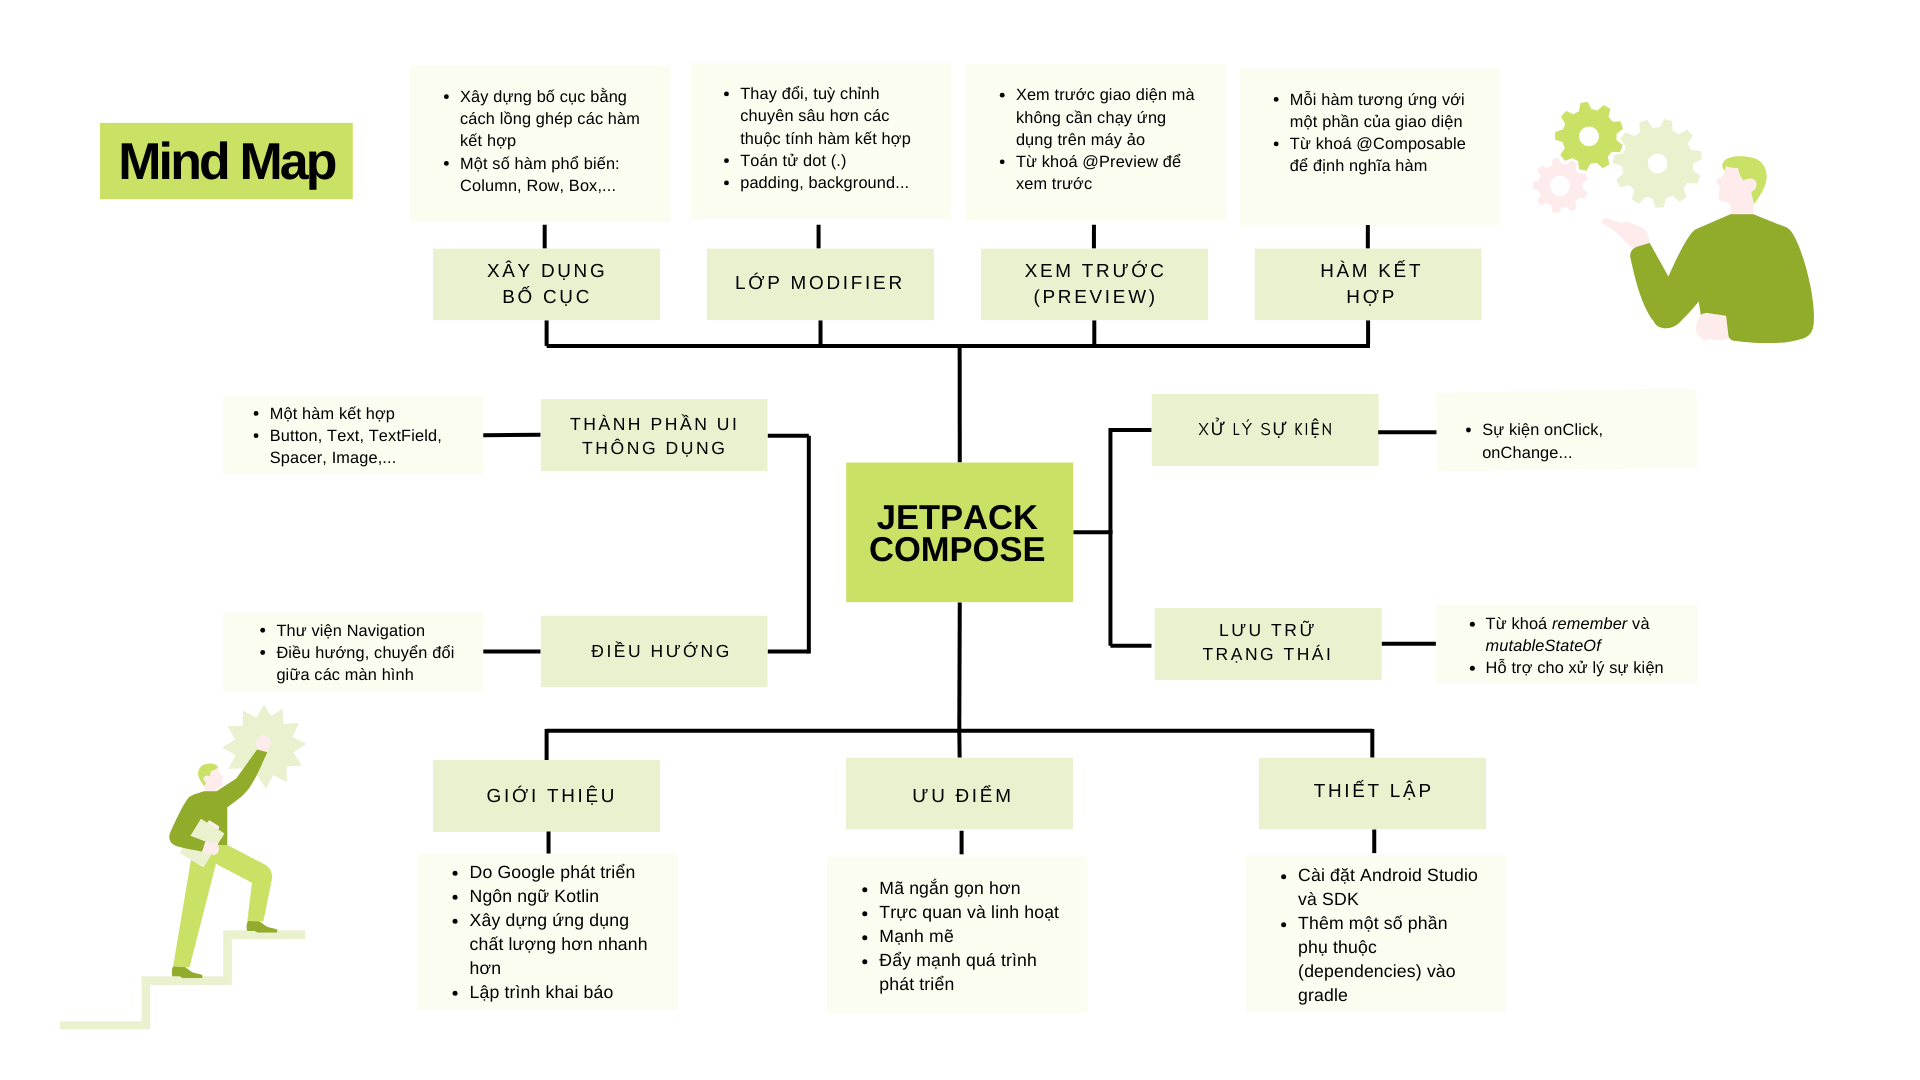 Mind Map
Xây dựng bố cục bằng
cách lồng ghép các hàm
kết hợp
Một số hàm phổ biến:
Column, Row, Box,...
Thay đổi, tuỳ chỉnh
chuyên sâu hơn các
thuộc tính hàm kết hợp
Toán tử dot (.)
padding, background...
Xem trước giao diện mà
không cần chạy ứng
dụng trên máy ảo
Từ khoá @Preview để
xem trước
Mỗi hàm tương ứng với
một phần của giao diện
Từ khoá @Composable
để định nghĩa hàm
XÂY DỰNG
BỐ CỤC
LỚP MODIFIER
XEM TRƯỚC
(PREVIEW)
HÀM KẾT
HỢP
Một hàm kết hợp
Button, Text, TextField,
Spacer, Image,...
THÀNH PHẦN UI
THÔNG DỤNG
XỬ LÝ SỰ KIỆN
Sự kiện onClick,
onChange...
JETPACK
COMPOSE
Thư viện Navigation
Điều hướng, chuyển đổi
giữa các màn hình
ĐIỀU HƯỚNG
LƯU TRỮ
TRẠNG THÁI
Từ khoá remember và
mutableStateOf
Hỗ trợ cho xử lý sự kiện
GIỚI THIỆU
ƯU ĐIỂM
THIẾT LẬP
Do Google phát triển
Ngôn ngữ Kotlin
Xây dựng ứng dụng
chất lượng hơn nhanh
hơn
Lập trình khai báo
Mã ngắn gọn hơn
Trực quan và linh hoạt
Mạnh mẽ
Đẩy mạnh quá trình
phát triển
Cài đặt Android Studio
và SDK
Thêm một số phần
phụ thuộc
(dependencies) vào
gradle